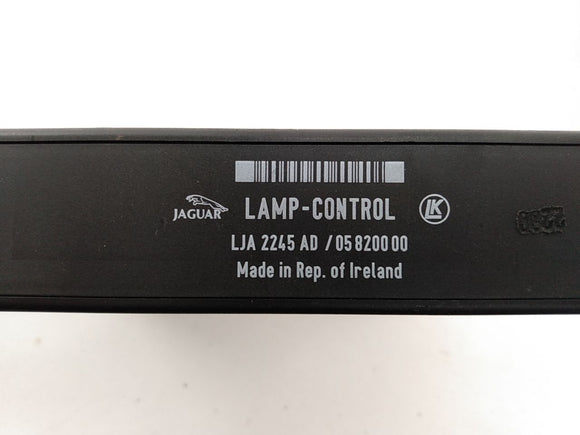 JAGUAR LAMP-CONTROL LK
LJA 2245 AD / 05 8200 00
Made in Rep. of Ireland